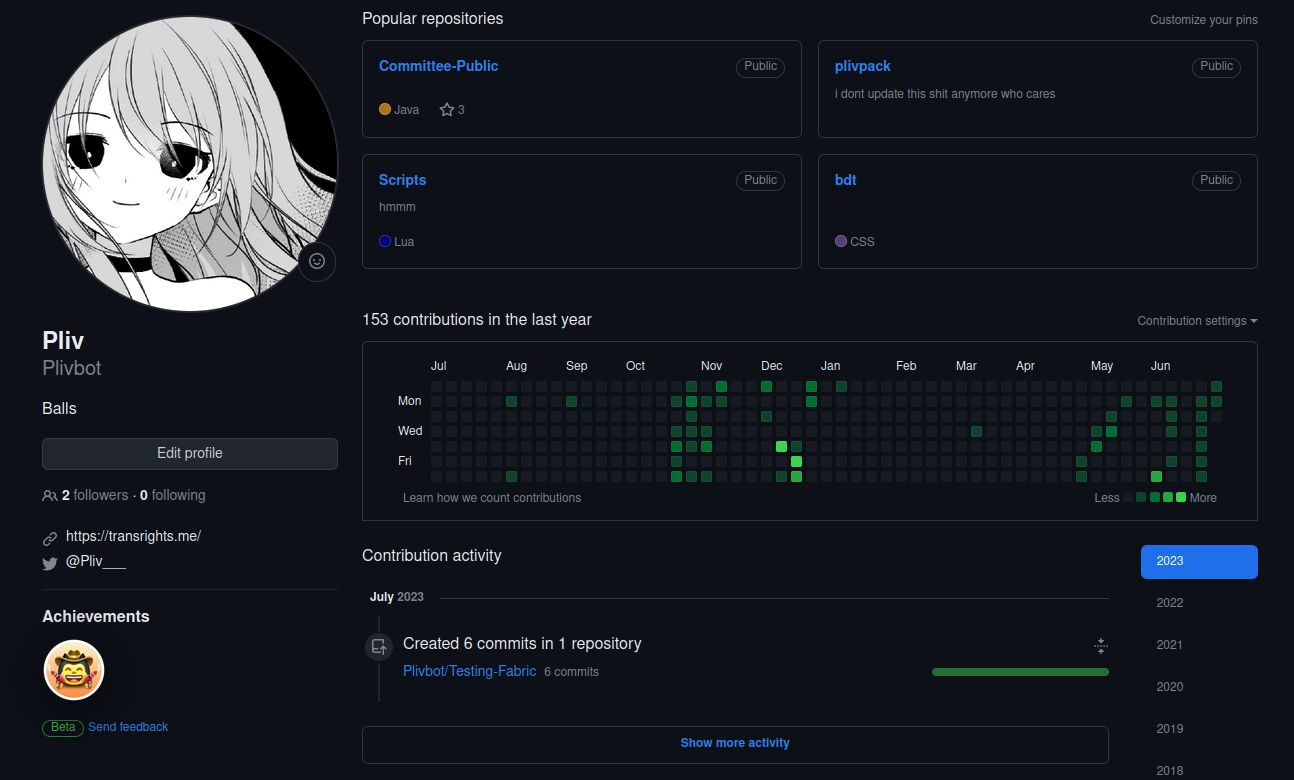 Popular repositories
Customize your pins
Committee-Public
Public
Java
3
plivpack
Public
i dont update this shit anymore who cares
Scripts
Public
hmmm
Lua
bdt
Public
CSS
Pliv
Plivbot
Balls
Edit profile
2 followers · 0 following
https://transrights.me/
@Pliv___
Achievements
Beta Send feedback
153 contributions in the last year
Contribution settings
Jul Aug Sep Oct Nov Dec Jan Feb Mar Apr May Jun
Mon
Wed
Fri
Learn how we count contributions
Less More
Contribution activity
2023
2022
2021
2020
2019
2018
July 2023
Created 6 commits in 1 repository
Plivbot/Testing-Fabric 6 commits
Show more activity